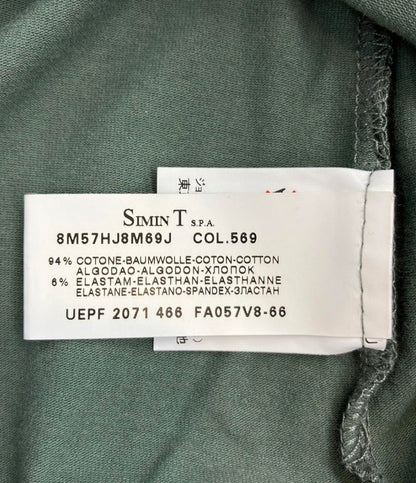 SIMIN T S.P.A.
8M57HJ8M69J COL.569
94% COTONE-BAUMWOLLE-COTON-COTTON
ALGODAO-ALGODON-ХЛОПОК
6% ELASTAM-ELASTHAN-ELASTHANNE
ELASTANE-ELASTANO-SPANDEX-ЭЛАСТАН
UEPF 2071 466 FA057V8-66